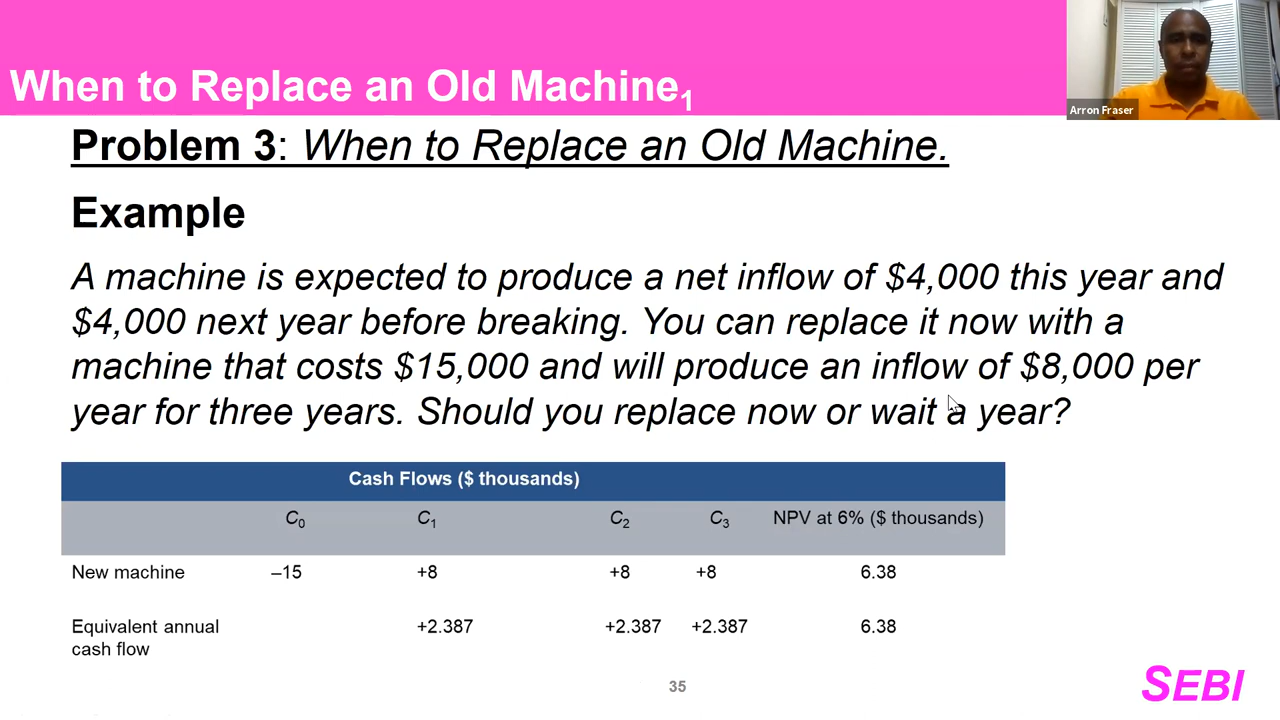 When to Replace an Old Machine1
Arron Fraser
Problem 3: When to Replace an Old Machine.
Example
A machine is expected to produce a net inflow of $4,000 this year and
$4,000 next year before breaking. You can replace it now with a
machine that costs $15,000 and will produce an inflow of $8,000 per
year for three years. Should you replace now or wait a year?
Cash Flows ($ thousands)
C0 C1 C2 C3 NPV at 6% ($ thousands)
New machine –15 +8 +8 +8 6.38
Equivalent annual +2.387 +2.387 +2.387 6.38
cash flow
35
SEBI